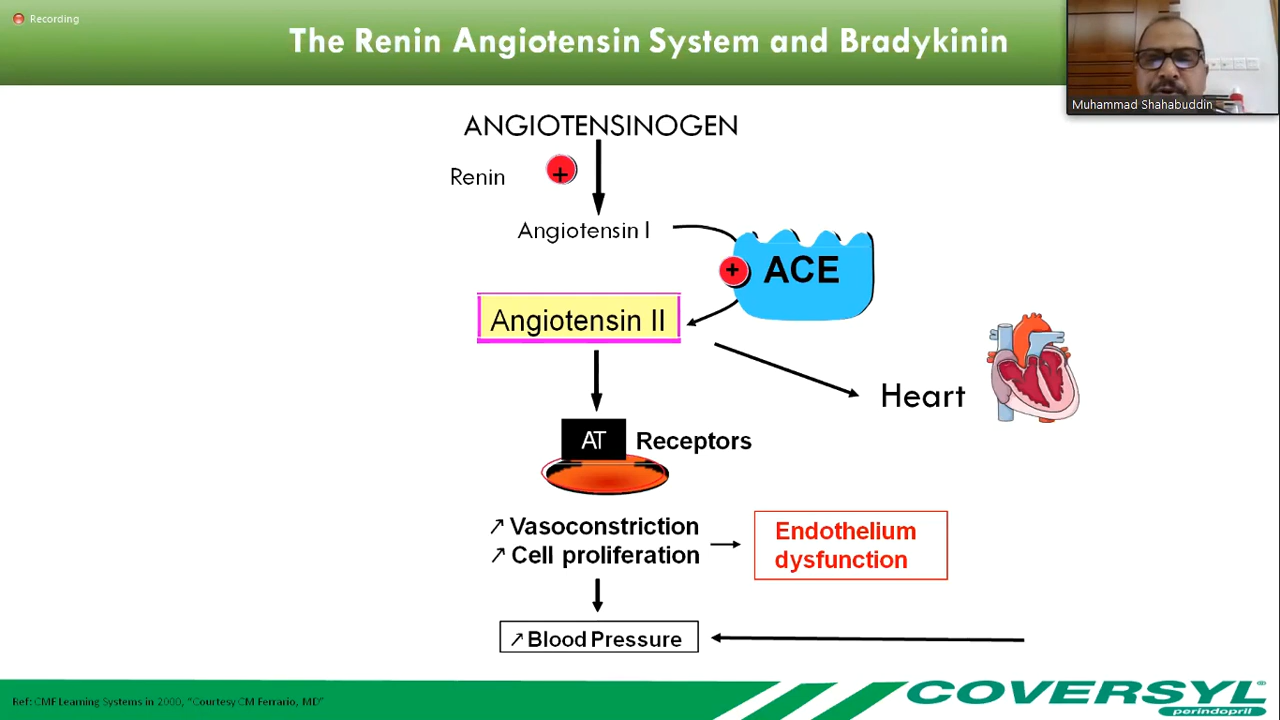 Recording
The Renin Angiotensin System and Bradykinin
Muhammad Shahabuddin
ANGIOTENSINOGEN
Renin
+
Angiotensin I
+
ACE
Angiotensin II
Heart
AT Receptors
↗ Vasoconstriction
↗ Cell proliferation
Endothelium
dysfunction
↗ Blood Pressure
Ref: CMF Learning Systems in 2000, "Courtesy CM Ferrario, MD"
COVERSYL®
perindopril